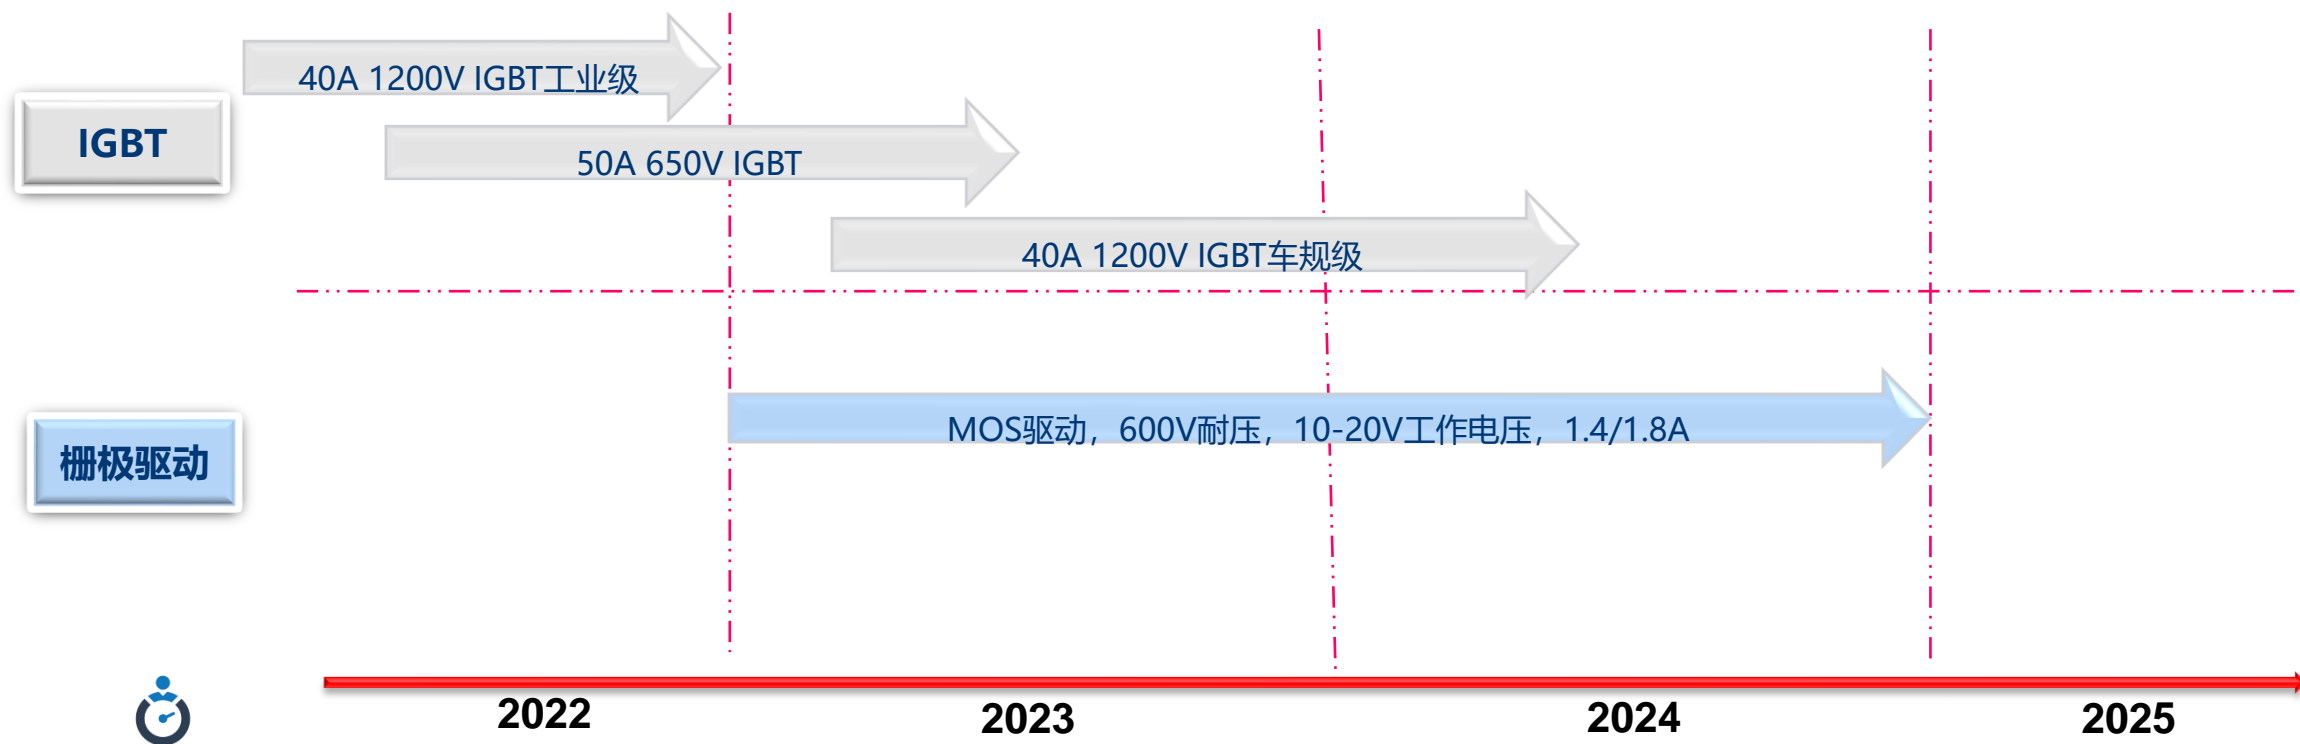 40A 1200V IGBT工业级
IGBT
50A 650V IGBT
40A 1200V IGBT车规级
MOS驱动，600V耐压，10-20V工作电压，1.4/1.8A
栅极驱动
2022
2023
2024
2025